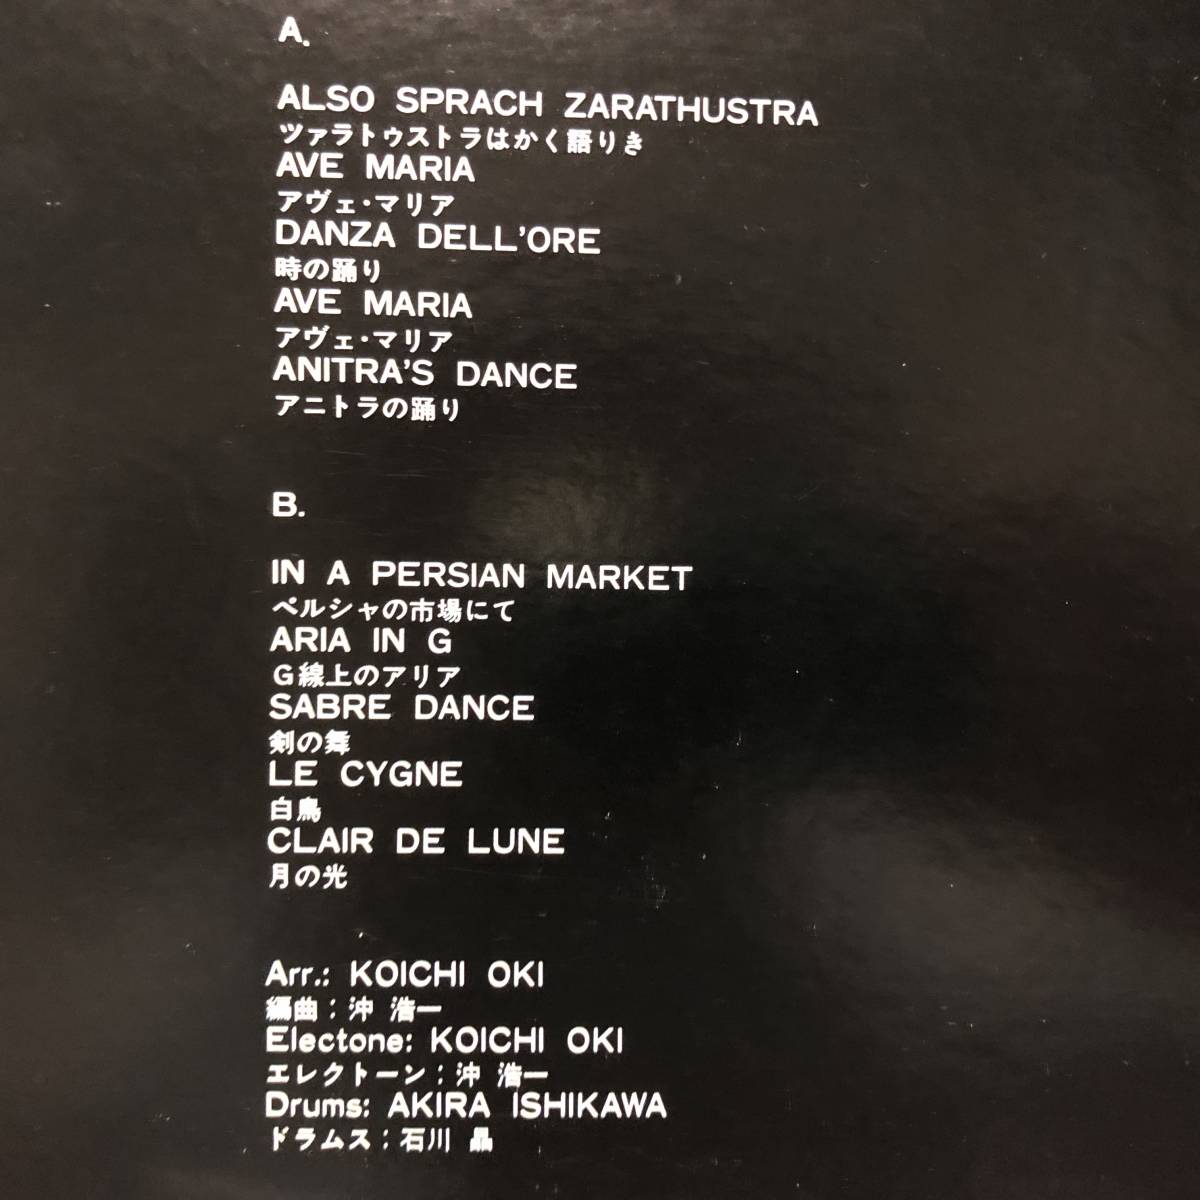 A.
ALSO SPRACH ZARATHUSTRA
ツァラトゥストラはかく語りき
AVE MARIA
アヴェ・マリア
DANZA DELL'ORE
時の踊り
AVE MARIA
アヴェ・マリア
ANITRA'S DANCE
アニトラの踊り
B.
IN A PERSIAN MARKET
ペルシャの市場にて
ARIA IN G
G線上のアリア
SABRE DANCE
剣の舞
LE CYGNE
白鳥
CLAIR DE LUNE
月の光
Arr.: KOICHI OKI
編曲：沖 浩一
Electone: KOICHI OKI
エレクトーン：沖 浩一
Drums: AKIRA ISHIKAWA
ドラムス：石川 晶